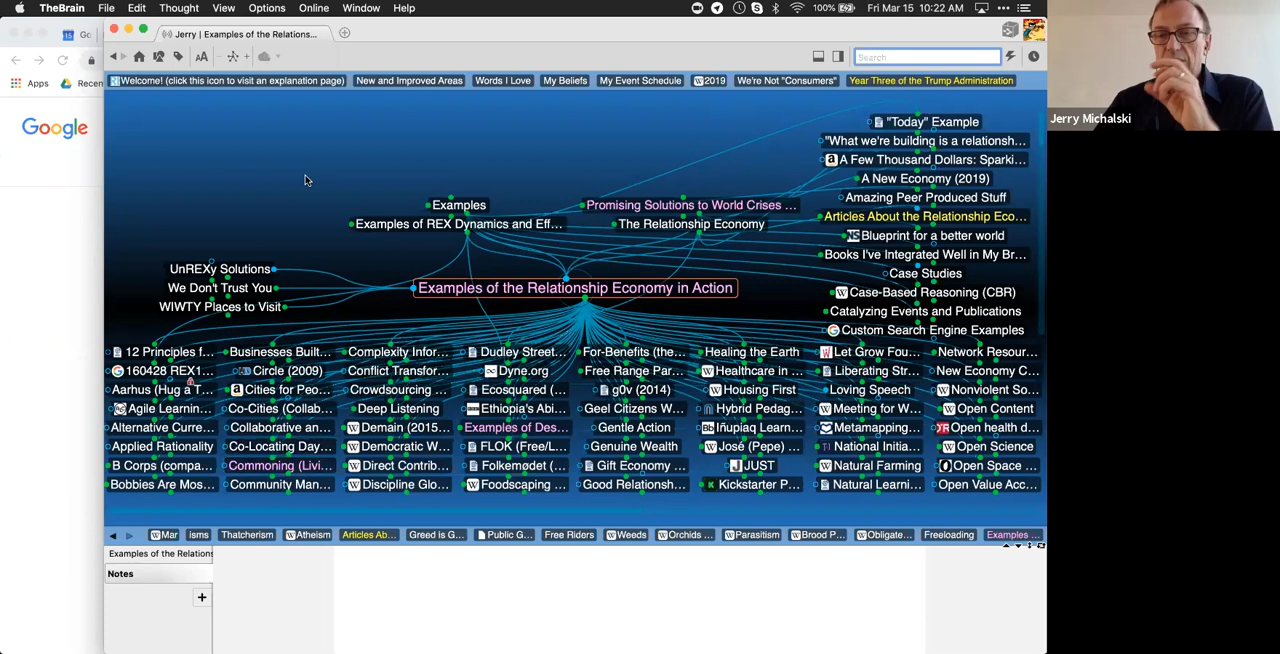 TheBrain File Edit Thought View Options Online Window Help
100% Fri Mar 15 10:22 AM
Jerry | Examples of the Relations...
Apps
Recen
Google
AA
Search
Welcome! (click this icon to visit an explanation page)
New and Improved Areas
Words I Love
My Beliefs
My Event Schedule
2019
We're Not "Consumers"
Year Three of the Trump Administration
Jerry Michalski
"Today" Example
"What we're building is a relationsh...
A Few Thousand Dollars: Sparki...
A New Economy (2019)
Amazing Peer Produced Stuff
Articles About the Relationship Eco...
Blueprint for a better world
Books I've Integrated Well in My Br...
Case Studies
Case-Based Reasoning (CBR)
Catalyzing Events and Publications
Custom Search Engine Examples
Examples
Examples of REX Dynamics and Eff...
Promising Solutions to World Crises ...
The Relationship Economy
UnREXy Solutions
We Don't Trust You
WIWTY Places to Visit
Examples of the Relationship Economy in Action
12 Principles f...
160428 REX1...
Aarhus (Hug a T...
Agile Learnin...
Alternative Curre...
Applied Rationality
B Corps (compa...
Bobbies Are Mos...
Businesses Built...
Circle (2009)
Cities for Peo...
Co-Cities (Collab...
Collaborative an...
Co-Locating Day...
Commoning (Livi...
Community Man...
Complexity Infor...
Conflict Transfor...
Crowdsourcing ...
Deep Listening
Demain (2015...
Democratic W...
Direct Contrib...
Discipline Glo...
Dudley Street...
Dyne.org
Ecosquared (...
Ethiopia's Abi...
Examples of Des...
FLOK (Free/L...
Folkemødet (...
Foodscaping ...
For-Benefits (the...
Free Range Par...
g0v (2014)
Geel Citizens W...
Gentle Action
Genuine Wealth
Gift Economy ...
Good Relationsh...
Healing the Earth
Healthcare in ...
Housing First
Hybrid Pedag...
Iñupiaq Learn...
José (Pepe) ...
JUST
Kickstarter P...
Let Grow Fou...
Liberating Str...
Loving Speech
Meeting for W...
Metamapping...
National Initia...
Natural Farming
Natural Learni...
Network Resour...
New Economy C...
Nonviolent So...
Open Content
Open health d...
Open Science
Open Space ...
Open Value Acc...
Mar
isms
Thatcherism
Atheism
Articles Ab...
Greed is G...
Public G...
Free Riders
Weeds
Orchids ...
Parasitism
Brood P...
Obligate...
Freeloading
Examples ...
Examples of the Relations
Notes